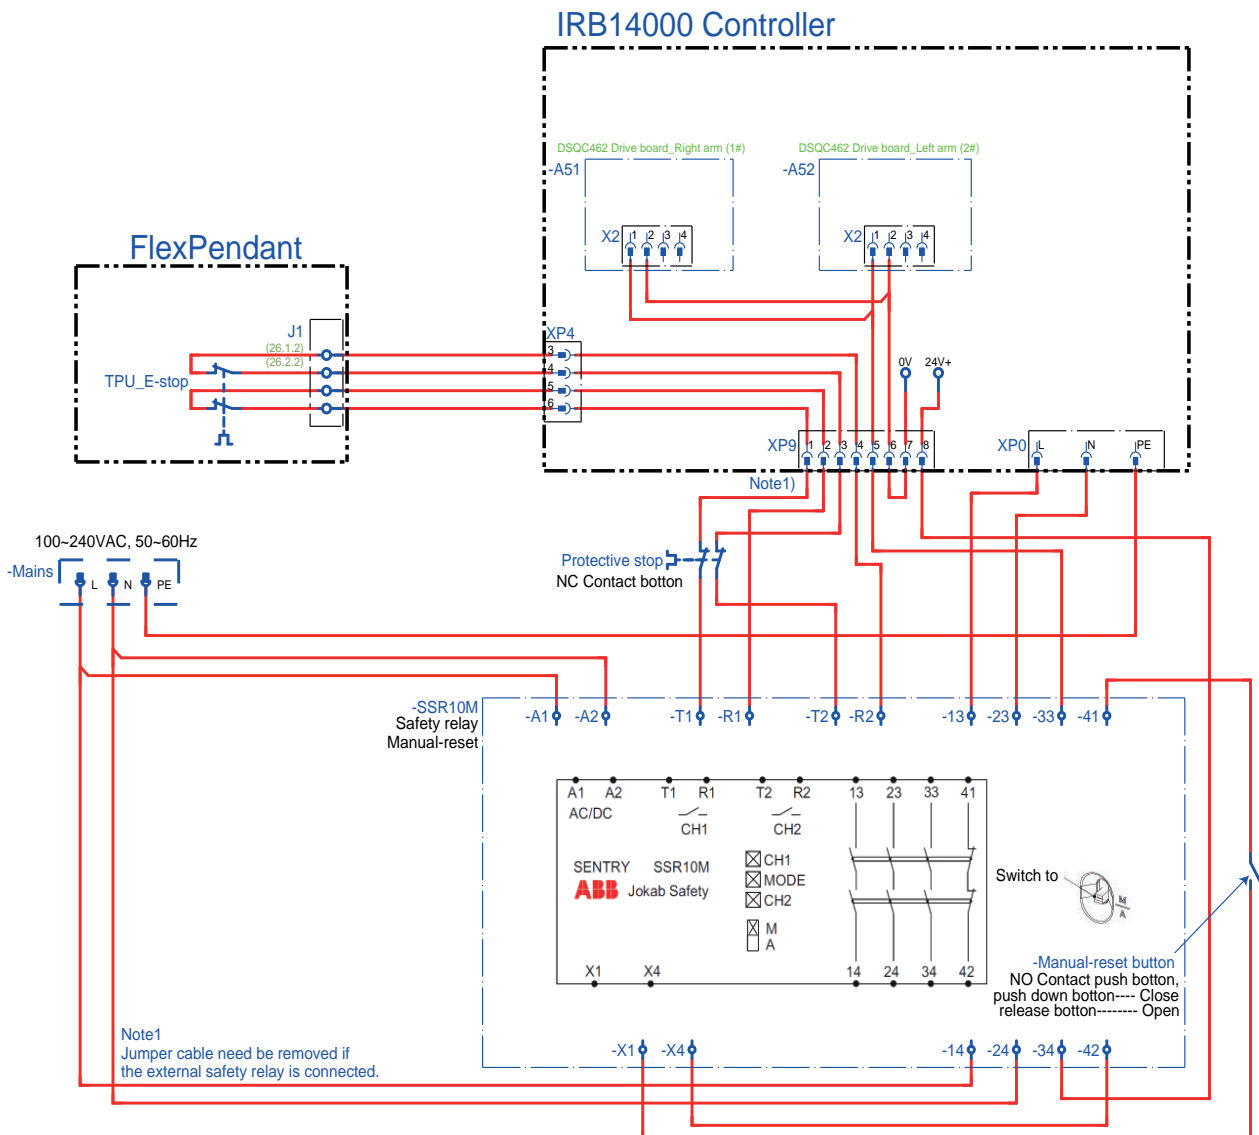 IRB14000 Controller
DSQC462 Drive board_Right arm (1#)
DSQC462 Drive board_Left arm (2#)
-A51
-A52
X2 1 2 3 4
X2 1 2 3 4
FlexPendant
J1
(26.1.2)
(26.2.2)
TPU_E-stop
XP4
3
4
5
6
0V
24V+
XP9 1 2 3 4 5 6 7 8
XP0 L N PE
Note1)
100~240VAC, 50~60Hz
-Mains
L N PE
Protective stop
NC Contact botton
-SSR10M
Safety relay
Manual-reset
-A1 -A2 -T1 -R1 -T2 -R2 -13 -23 -33 -41
A1 A2 T1 R1 T2 R2 13 23 33 41
AC/DC
CH1
CH2
SENTRY SSR10M
ABB Jokab Safety
CH1
MODE
CH2
M
A
X1 X4 14 24 34 42
Switch to
M
A
-Manual-reset button
NO Contact push botton,
push down botton---- Close
release botton-------- Open
Note1
Jumper cable need be removed if
the external safety relay is connected.
-X1 -X4 -14 -24 -34 -42